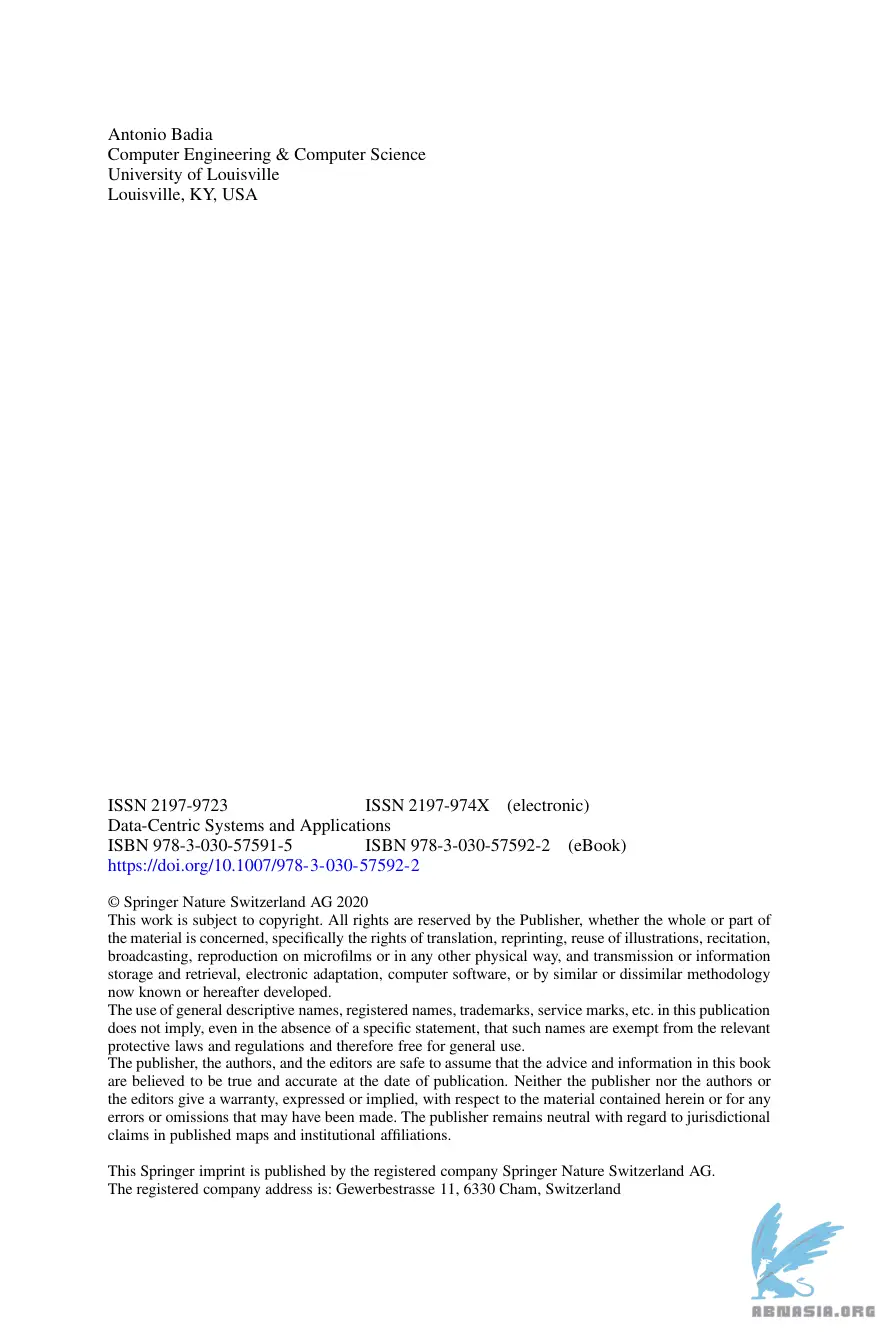 Antonio Badia
Computer Engineering & Computer Science
University of Louisville
Louisville, KY, USA
ISSN 2197-9723 ISSN 2197-974X (electronic)
Data-Centric Systems and Applications
ISBN 978-3-030-57591-5 ISBN 978-3-030-57592-2 (eBook)
https://doi.org/10.1007/978-3-030-57592-2
© Springer Nature Switzerland AG 2020
This work is subject to copyright. All rights are reserved by the Publisher, whether the whole or part of
the material is concerned, specifically the rights of translation, reprinting, reuse of illustrations, recitation,
broadcasting, reproduction on microfilms or in any other physical way, and transmission or information
storage and retrieval, electronic adaptation, computer software, or by similar or dissimilar methodology
now known or hereafter developed.
The use of general descriptive names, registered names, trademarks, service marks, etc. in this publication
does not imply, even in the absence of a specific statement, that such names are exempt from the relevant
protective laws and regulations and therefore free for general use.
The publisher, the authors, and the editors are safe to assume that the advice and information in this book
are believed to be true and accurate at the date of publication. Neither the publisher nor the authors or
the editors give a warranty, expressed or implied, with respect to the material contained herein or for any
errors or omissions that may have been made. The publisher remains neutral with regard to jurisdictional
claims in published maps and institutional affiliations.
This Springer imprint is published by the registered company Springer Nature Switzerland AG.
The registered company address is: Gewerbestrasse 11, 6330 Cham, Switzerland
ABNASIA.ORG